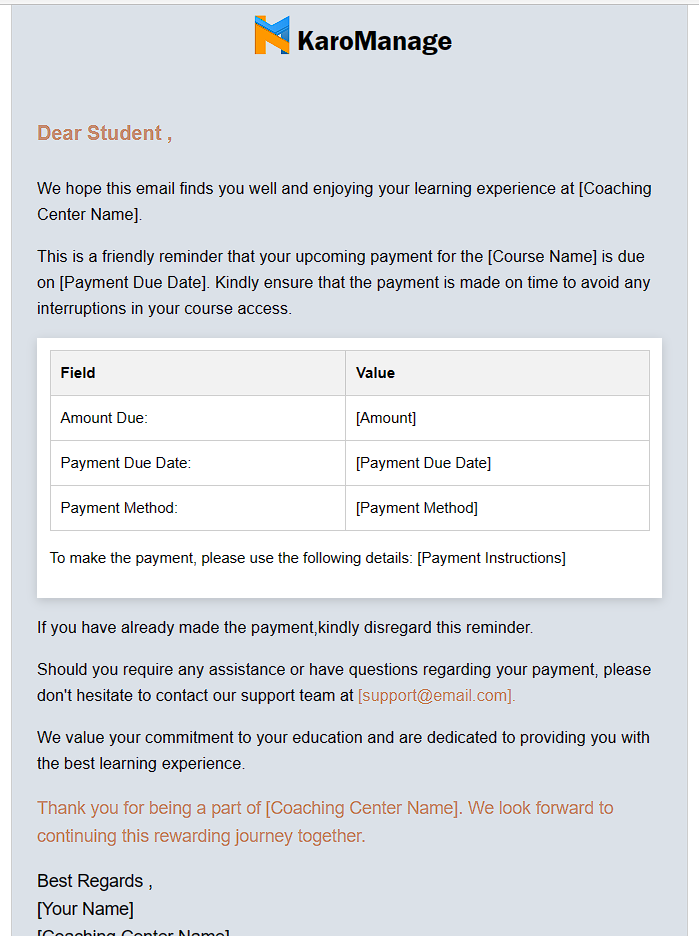 KaroManage
Dear Student ,
We hope this email finds you well and enjoying your learning experience at [Coaching
Center Name].
This is a friendly reminder that your upcoming payment for the [Course Name] is due
on [Payment Due Date]. Kindly ensure that the payment is made on time to avoid any
interruptions in your course access.
Field Value
Amount Due: [Amount]
Payment Due Date: [Payment Due Date]
Payment Method: [Payment Method]
To make the payment, please use the following details: [Payment Instructions]
If you have already made the payment,kindly disregard this reminder.
Should you require any assistance or have questions regarding your payment, please
don't hesitate to contact our support team at [support@email.com].
We value your commitment to your education and are dedicated to providing you with
the best learning experience.
Thank you for being a part of [Coaching Center Name]. We look forward to
continuing this rewarding journey together.
Best Regards ,
[Your Name]
[Coaching Center Name]